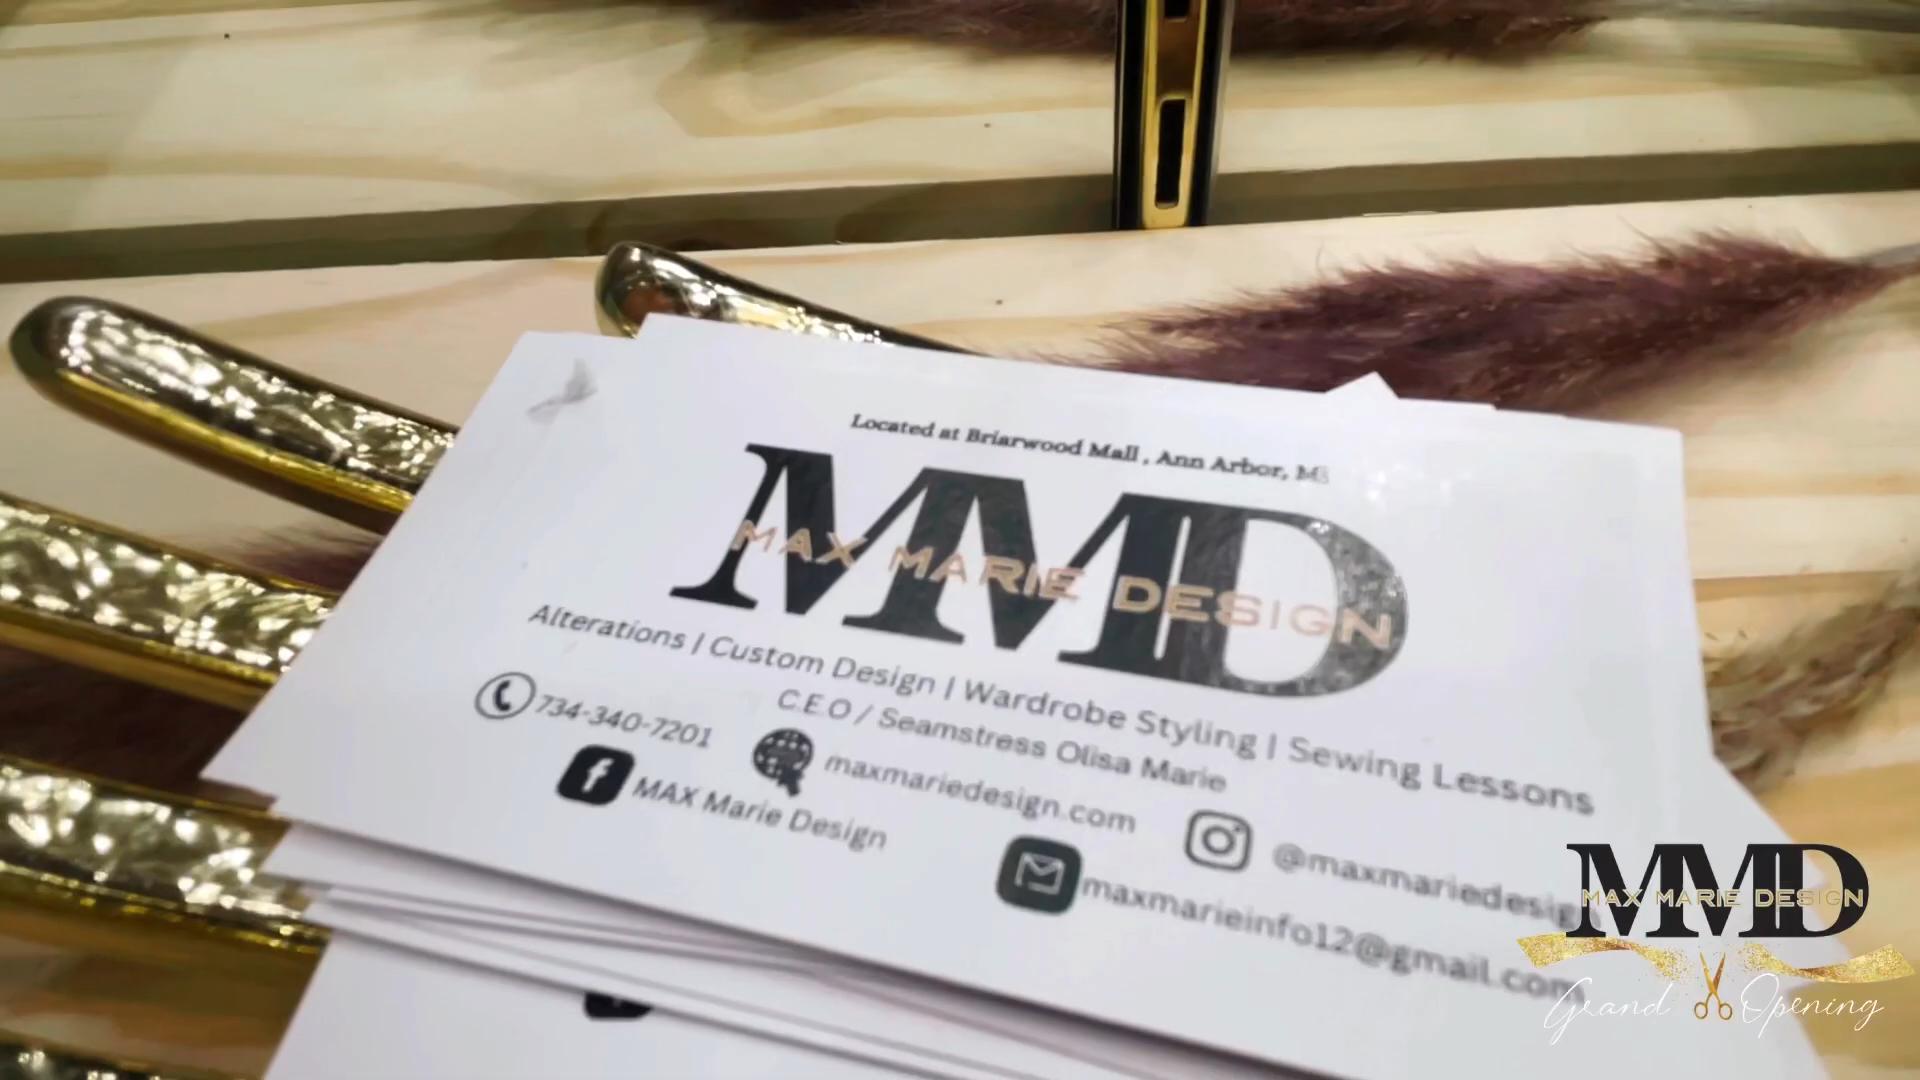 Located at Briarwood Mall , Ann Arbor, MI
MMD
MAX MARIE DESIGN
Alterations | Custom Design | Wardrobe Styling | Sewing Lessons
C.E.O / Seamstress Olisa Marie
734-340-7201
maxmariedesign.com
@maxmariedesign
MAX Marie Design
maxmarieinfo12@gmail.com
MMD
MAX MARIE DESIGN
Grand Opening